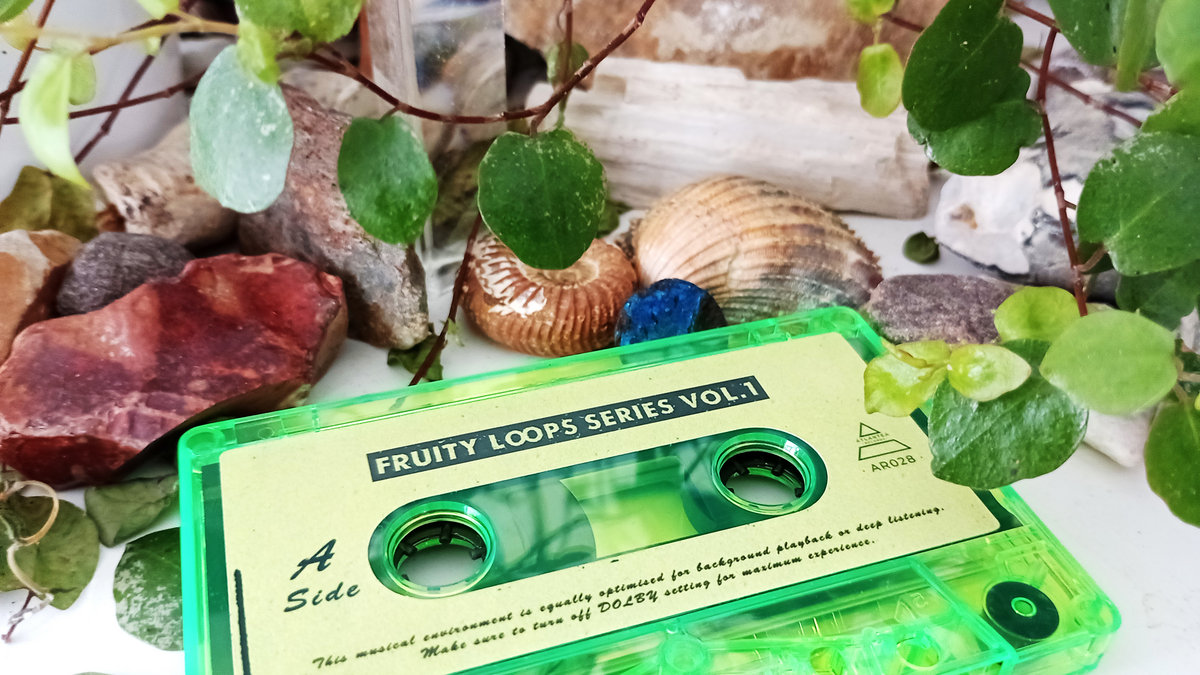 FRUITY LOOPS SERIES VOL.1
ATLANTEA
AR028
A
Side
This musical environment is equally optimised for background playback or deep listening.
Make sure to turn off DOLBY setting for maximum experience.